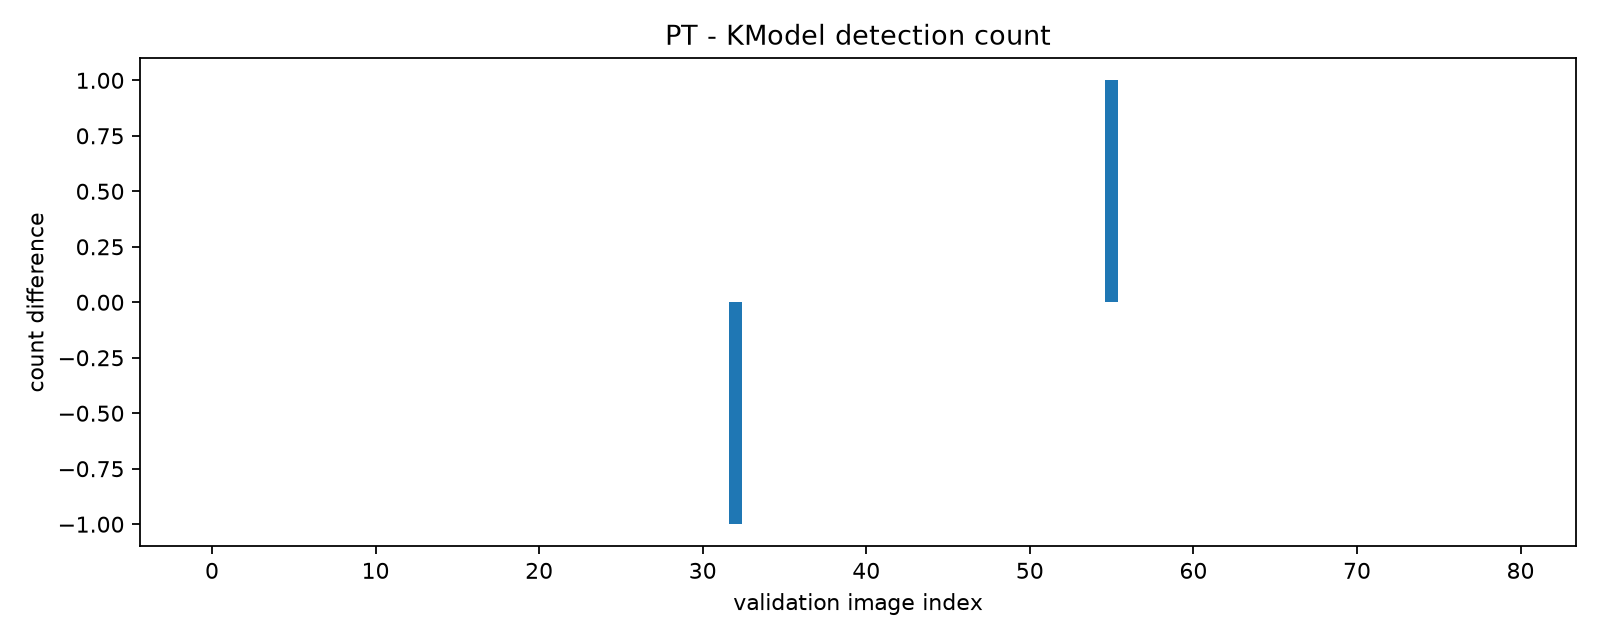 PT - KModel detection count
count difference
1.00
0.75
0.50
0.25
0.00
−0.25
−0.50
−0.75
−1.00
0 10 20 30 40 50 60 70 80
validation image index